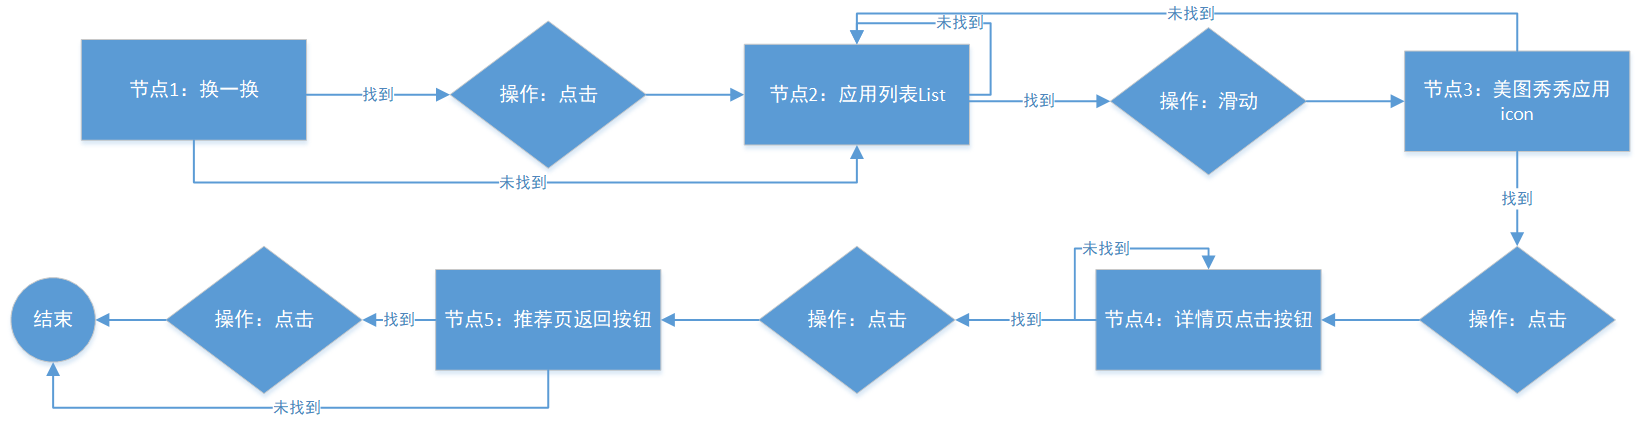 未找到
未找到
节点1：换一换
找到
操作：点击
节点2：应用列表List
找到
操作：滑动
节点3：美图秀秀应用
icon
未找到
找到
未找到
结束
操作：点击
找到
节点5：推荐页返回按钮
操作：点击
找到
节点4：详情页点击按钮
操作：点击
未找到